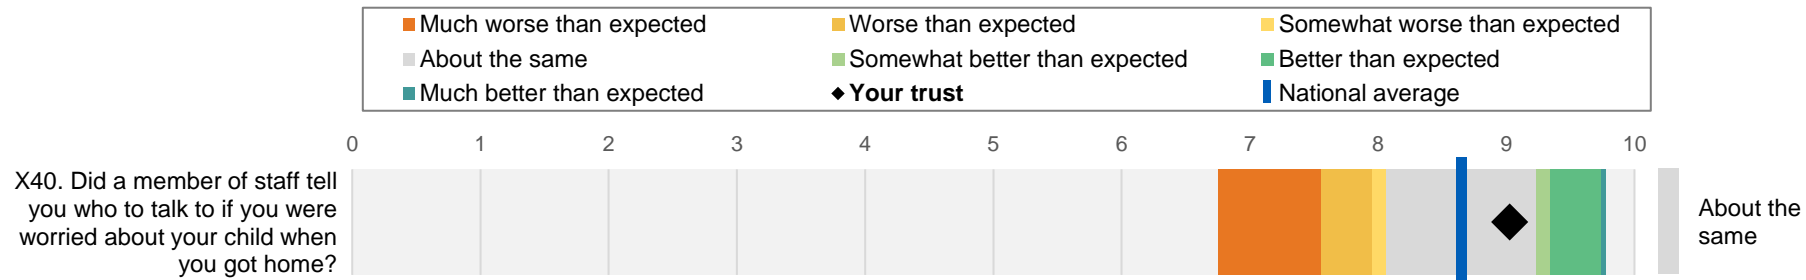 Much worse than expected
Worse than expected
Somewhat worse than expected
About the same
Somewhat better than expected
Better than expected
Much better than expected
Your trust
National average
0 1 2 3 4 5 6 7 8 9 10
X40. Did a member of staff tell
you who to talk to if you were
worried about your child when
you got home?
About the
same